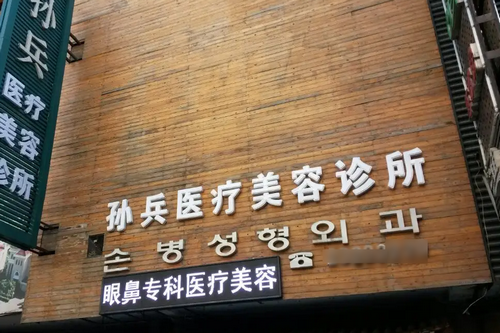 孙兵
医疗
美容
诊所
孙兵医疗美容诊所
손병성형외과
☎
眼鼻专科医疗美容